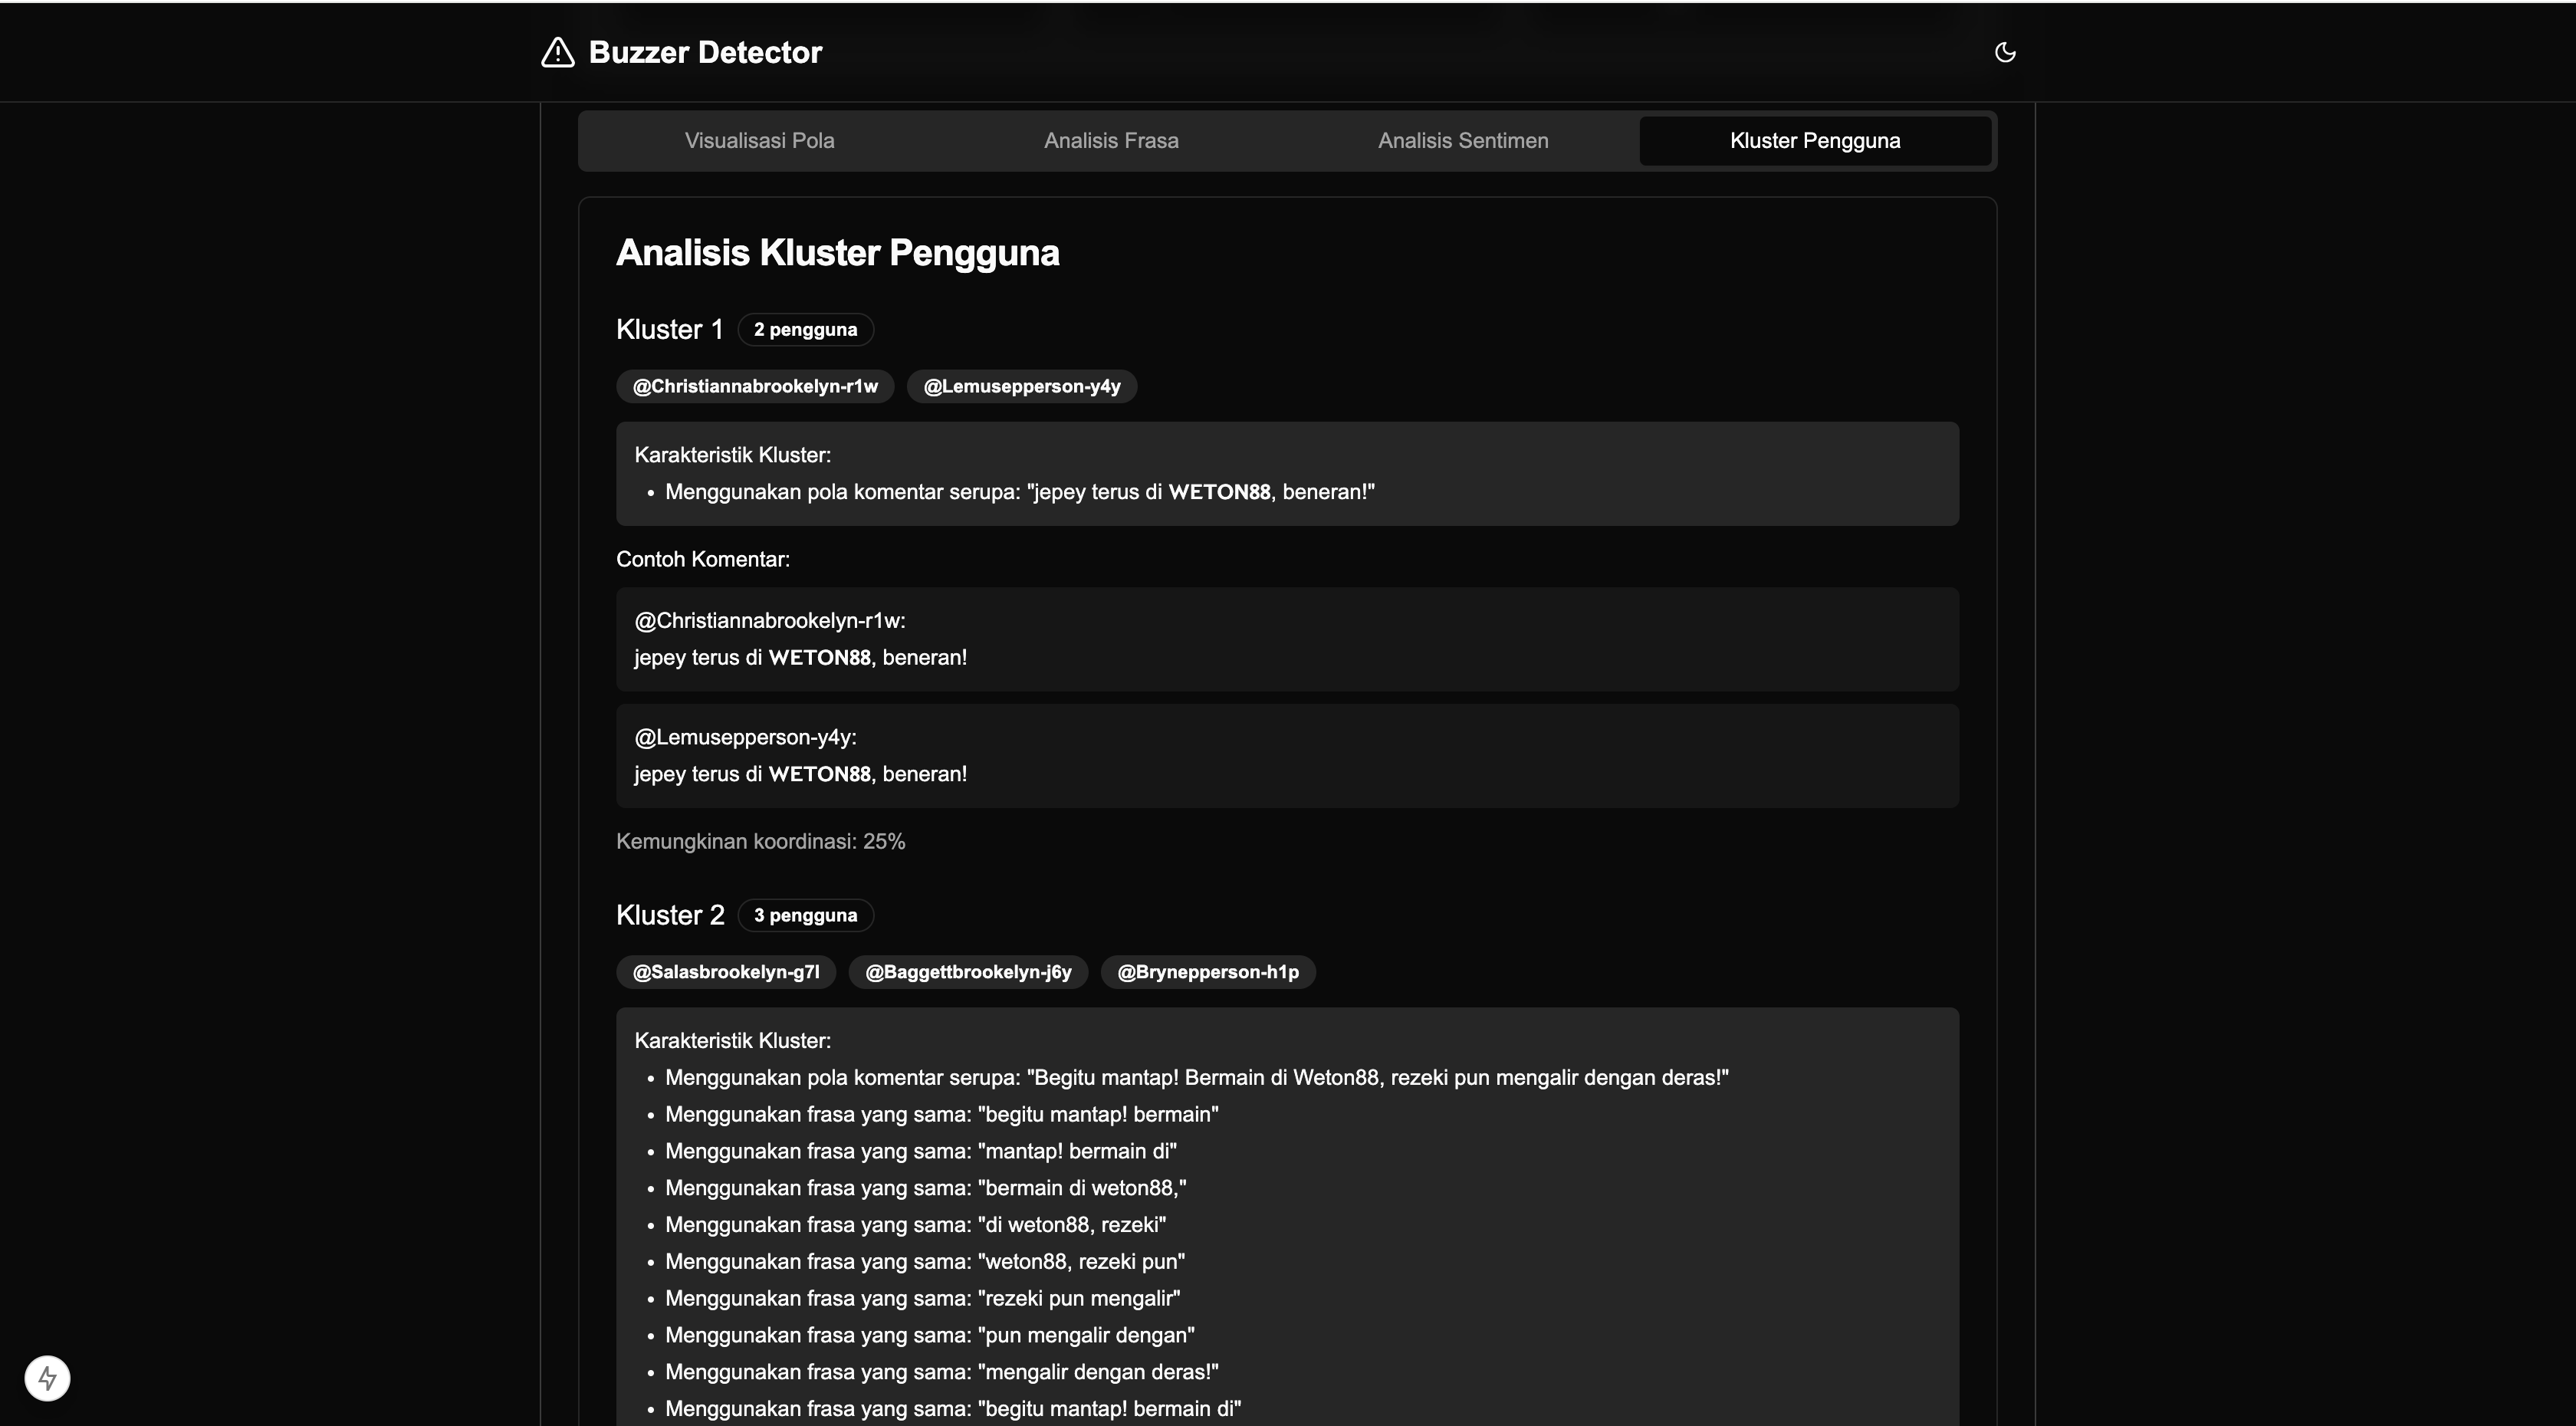 Buzzer Detector
Visualisasi Pola
Analisis Frasa
Analisis Sentimen
Kluster Pengguna
Analisis Kluster Pengguna
Kluster 1
2 pengguna
@Christiannabrookelyn-r1w
@Lemusepperson-y4y
Karakteristik Kluster:
• Menggunakan pola komentar serupa: "jepey terus di WETON88, beneran!"
Contoh Komentar:
@Christiannabrookelyn-r1w:
jepey terus di WETON88, beneran!
@Lemusepperson-y4y:
jepey terus di WETON88, beneran!
Kemungkinan koordinasi: 25%
Kluster 2
3 pengguna
@Salasbrookelyn-g7l
@Baggettbrookelyn-j6y
@Brynepperson-h1p
Karakteristik Kluster:
• Menggunakan pola komentar serupa: "Begitu mantap! Bermain di Weton88, rezeki pun mengalir dengan deras!"
• Menggunakan frasa yang sama: "begitu mantap! bermain"
• Menggunakan frasa yang sama: "mantap! bermain di"
• Menggunakan frasa yang sama: "bermain di weton88,"
• Menggunakan frasa yang sama: "di weton88, rezeki"
• Menggunakan frasa yang sama: "weton88, rezeki pun"
• Menggunakan frasa yang sama: "rezeki pun mengalir"
• Menggunakan frasa yang sama: "pun mengalir dengan"
• Menggunakan frasa yang sama: "mengalir dengan deras!"
• Menggunakan frasa yang sama: "begitu mantap! bermain di"